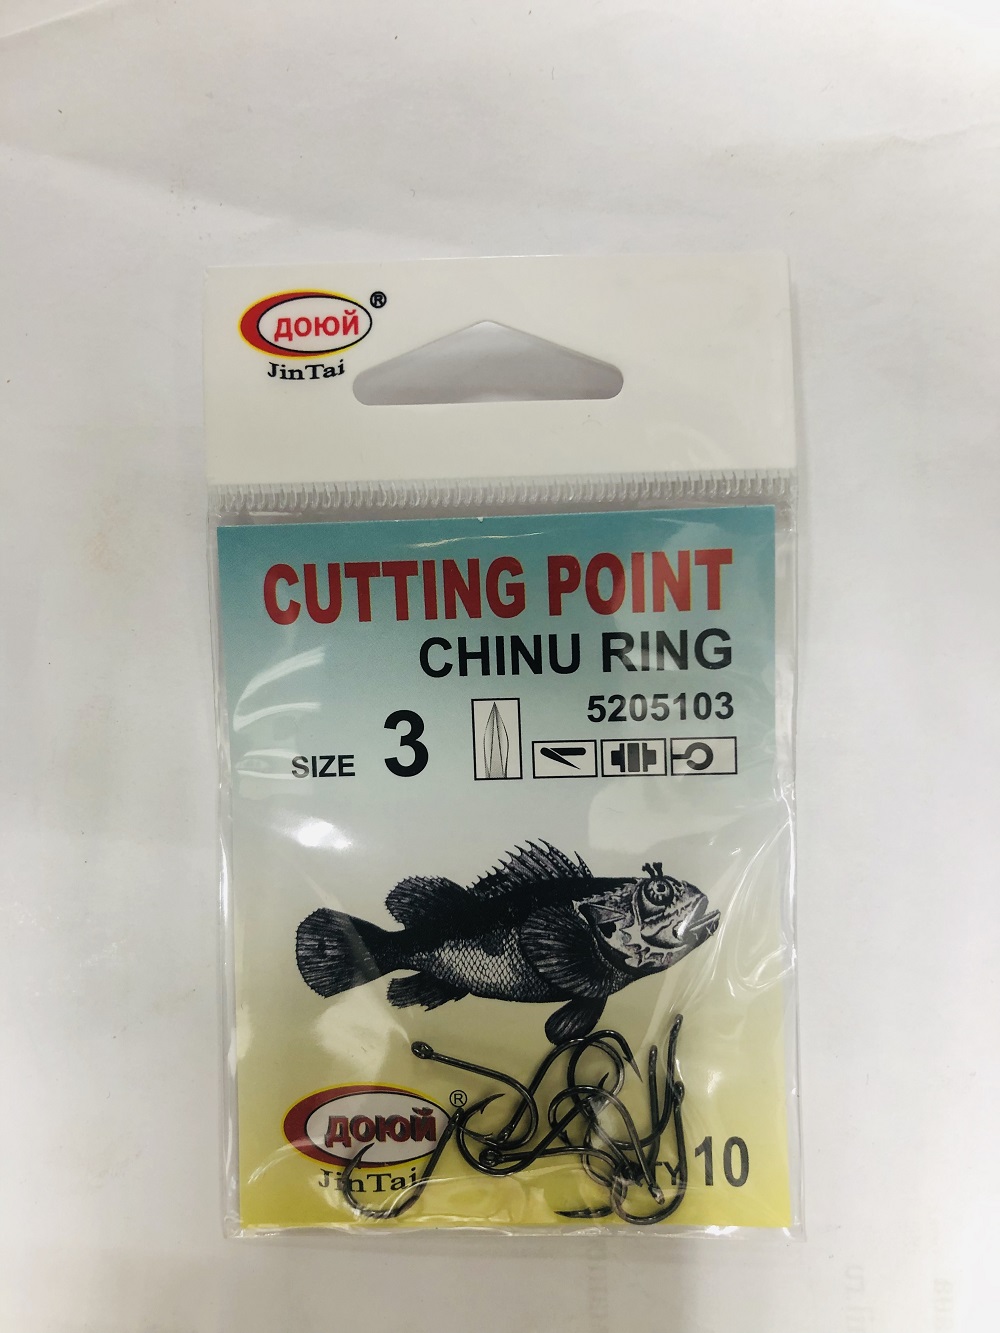 ДОЮЙ ®
JinTai
CUTTING POINT
CHINU RING
5205103
SIZE 3
ДОЮЙ ®
JinTai
10